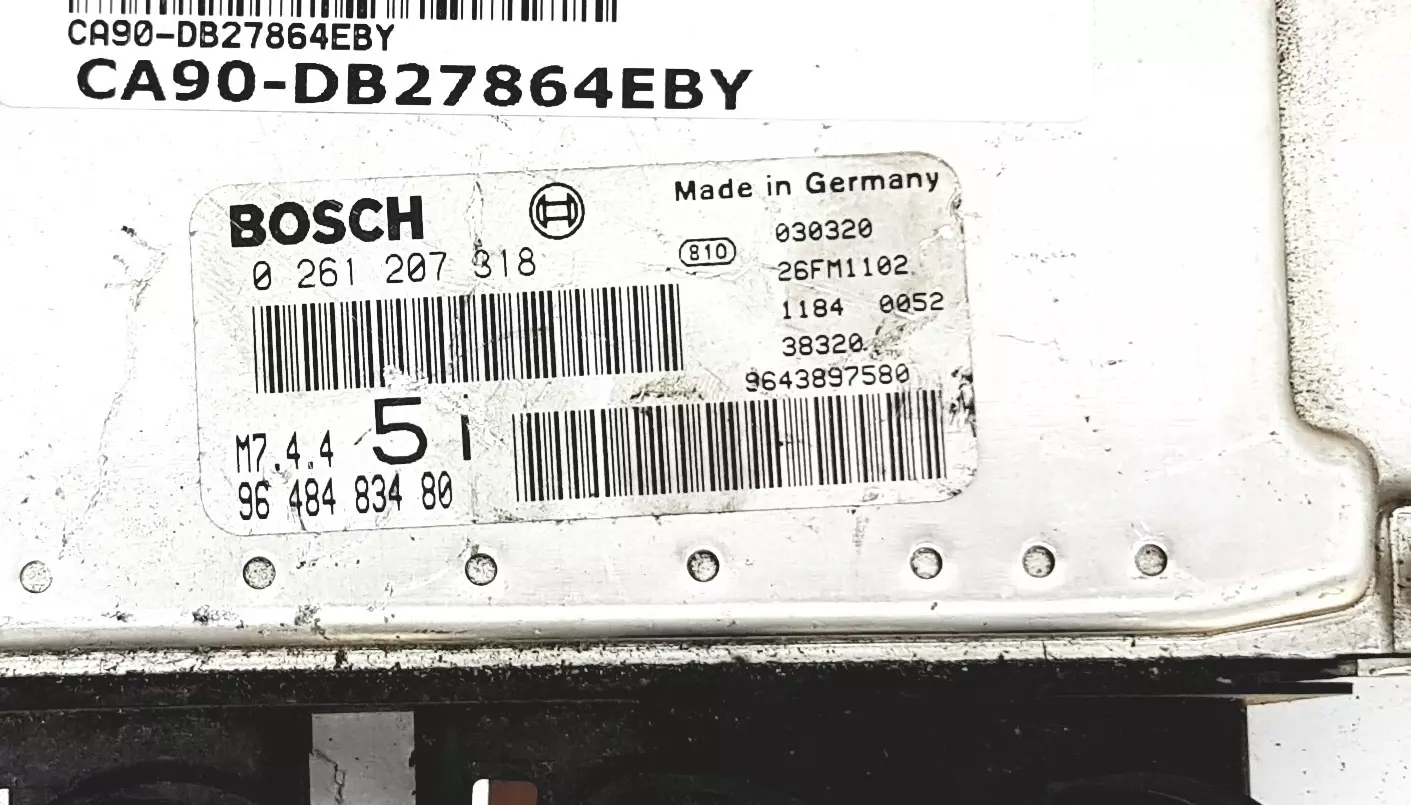 CA90-DB27864EBY
CA90-DB27864EBY
BOSCH
Made in Germany
0 261 207 318
810
030320
26FM1102
1184 0052
38320
9643897580
M7.4.4 5i
96 484 834 80